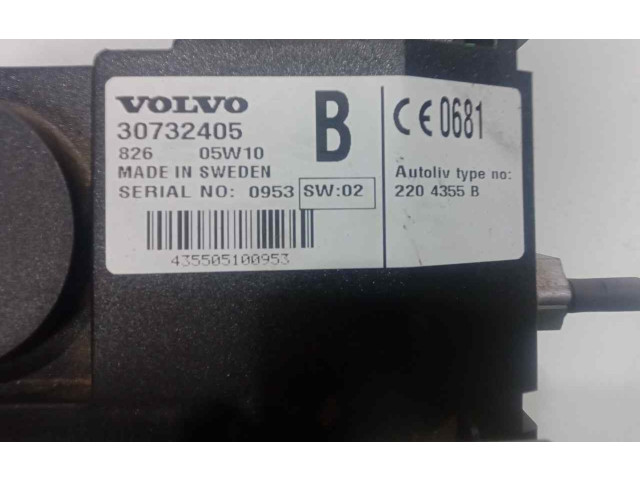 VOLVO
30732405
826 05W10
MADE IN SWEDEN
SERIAL NO: 0953 SW:02
435505100953
B
CE 0681
Autoliv type no:
220 4355 B